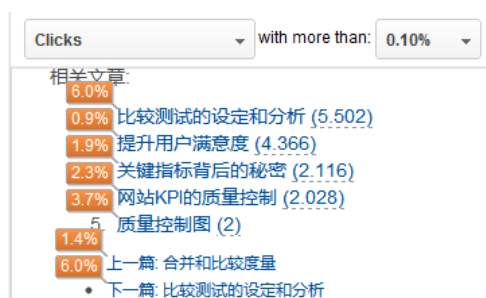 Clicks with more than: 0.10%
相关文章:
6.0%
0.9% 比较测试的设定和分析 (5.502)
1.9% 提升用户满意度 (4.366)
2.3% 关键指标背后的秘密 (2.116)
3.7% 网站KPI的质量控制 (2.028)
5. 质量控制图 (2)
1.4%
6.0% 上一篇: 合并和比较度量
• 下一篇: 比较测试的设定和分析